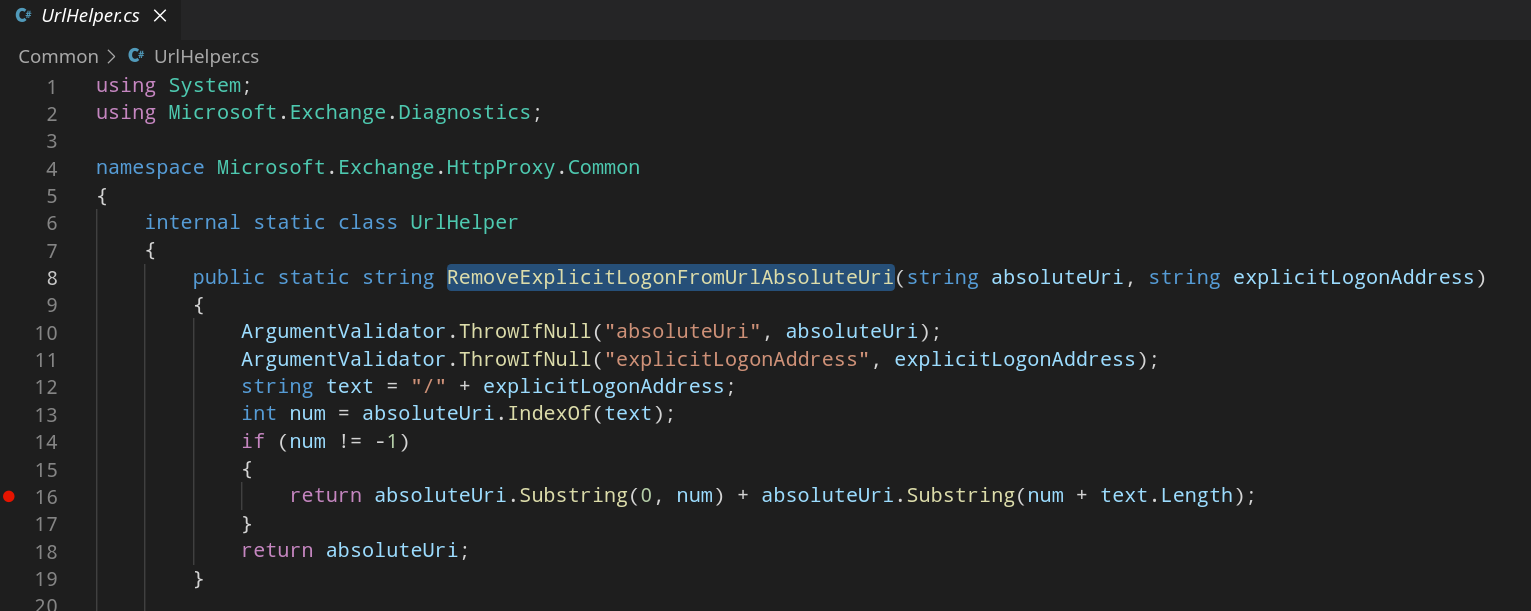 UrlHelper.cs
Common > UrlHelper.cs
1 using System;
2 using Microsoft.Exchange.Diagnostics;
3
4 namespace Microsoft.Exchange.HttpProxy.Common
5 {
6 internal static class UrlHelper
7 {
8 public static string RemoveExplicitLogonFromUrlAbsoluteUri(string absoluteUri, string explicitLogonAddress)
9 {
10 ArgumentValidator.ThrowIfNull("absoluteUri", absoluteUri);
11 ArgumentValidator.ThrowIfNull("explicitLogonAddress", explicitLogonAddress);
12 string text = "/" + explicitLogonAddress;
13 int num = absoluteUri.IndexOf(text);
14 if (num != -1)
15 {
16 return absoluteUri.Substring(0, num) + absoluteUri.Substring(num + text.Length);
17 }
18 return absoluteUri;
19 }
20